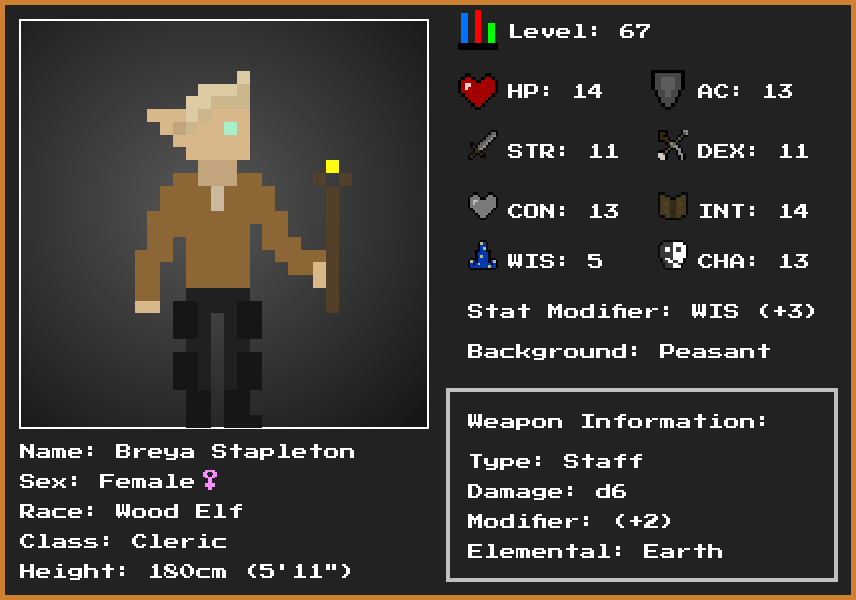 Level: 67
HP: 14 AC: 13
STR: 11 DEX: 11
CON: 13 INT: 14
WIS: 5 CHA: 13
Stat Modifier: WIS (+3)
Background: Peasant
Weapon Information:
Type: Staff
Damage: d6
Modifier: (+2)
Elemental: Earth
Name: Breya Stapleton
Sex: Female♀
Race: Wood Elf
Class: Cleric
Height: 180cm (5'11")